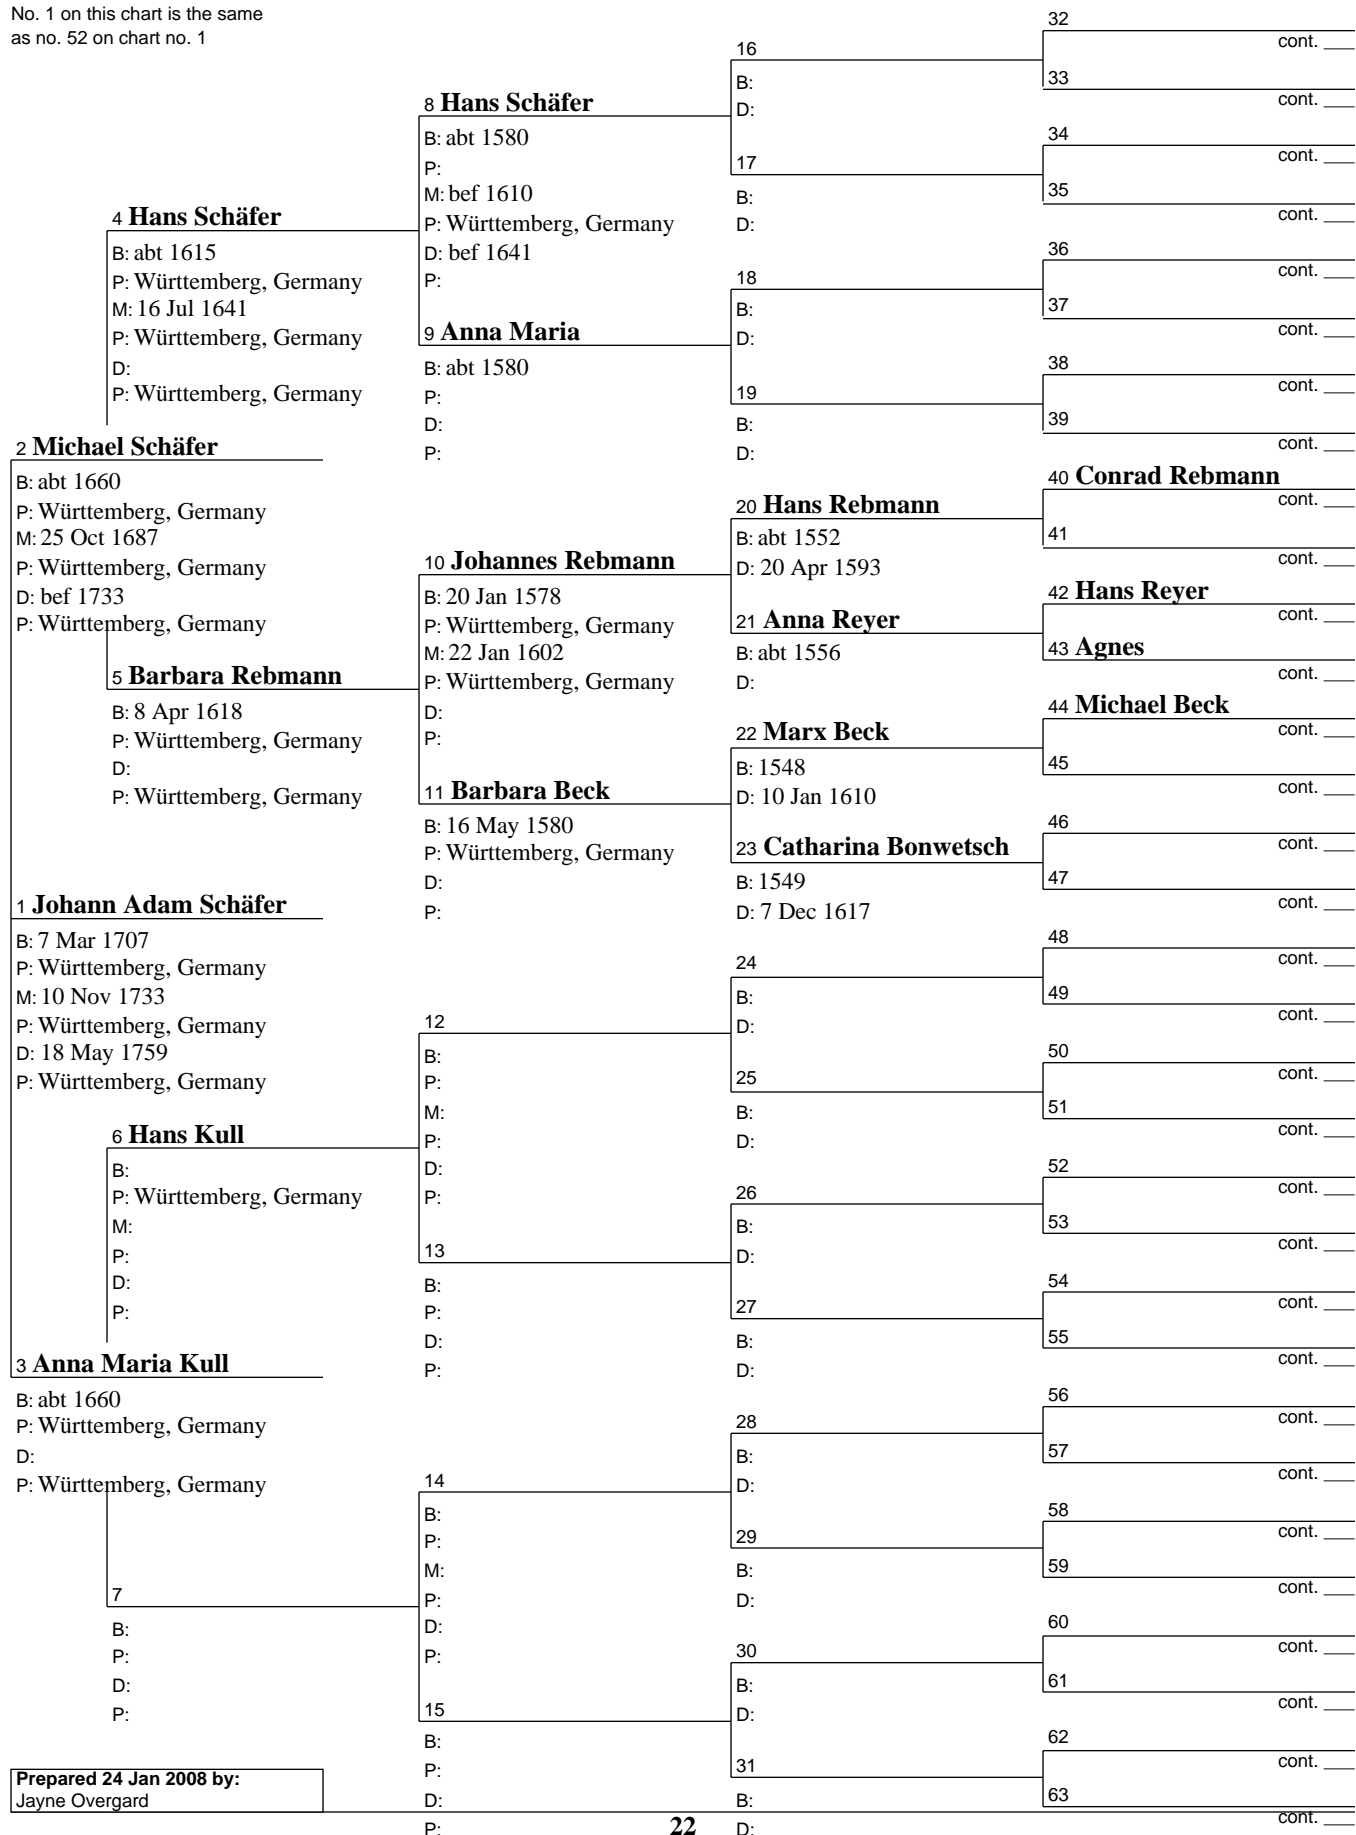 No. 1 on this chart is the same
as no. 52 on chart no. 1
4 Hans Schäfer
B: abt 1615
P: Württemberg, Germany
M: 16 Jul 1641
P: Württemberg, Germany
D:
P: Württemberg, Germany
2 Michael Schäfer
B: abt 1660
P: Württemberg, Germany
M: 25 Oct 1687
P: Württemberg, Germany
D: bef 1733
P: Württemberg, Germany
5 Barbara Rebmann
B: 8 Apr 1618
P: Württemberg, Germany
D:
P: Württemberg, Germany
1 Johann Adam Schäfer
B: 7 Mar 1707
P: Württemberg, Germany
M: 10 Nov 1733
P: Württemberg, Germany
D: 18 May 1759
P: Württemberg, Germany
6 Hans Kull
B:
P: Württemberg, Germany
M:
P:
D:
P:
3 Anna Maria Kull
B: abt 1660
P: Württemberg, Germany
D:
P: Württemberg, Germany
7
B:
P:
D:
P:
8 Hans Schäfer
B: abt 1580
P:
M: bef 1610
P: Württemberg, Germany
D: bef 1641
P:
9 Anna Maria
B: abt 1580
P:
D:
P:
10 Johannes Rebmann
B: 20 Jan 1578
P: Württemberg, Germany
M: 22 Jan 1602
P: Württemberg, Germany
D:
P:
11 Barbara Beck
B: 16 May 1580
P: Württemberg, Germany
D:
P:
12
B:
P:
M:
P:
D:
P:
13
B:
P:
D:
P:
14
B:
P:
M:
P:
D:
P:
15
B:
P:
D:
P:
16
B:
D:
17
B:
D:
18
B:
D:
19
B:
D:
20 Hans Rebmann
B: abt 1552
D: 20 Apr 1593
21 Anna Reyer
B: abt 1556
D:
22 Marx Beck
B: 1548
D: 10 Jan 1610
23 Catharina Bonwetsch
B: 1549
D: 7 Dec 1617
24
B:
D:
25
B:
D:
26
B:
D:
27
B:
D:
28
B:
D:
29
B:
D:
30
B:
D:
31
B:
D:
32
cont. ___
33
cont. ___
34
cont. ___
35
cont. ___
36
cont. ___
37
cont. ___
38
cont. ___
39
cont. ___
40 Conrad Rebmann
cont. ___
41
cont. ___
42 Hans Reyer
cont. ___
43 Agnes
cont. ___
44 Michael Beck
cont. ___
45
cont. ___
46
cont. ___
47
cont. ___
48
cont. ___
49
cont. ___
50
cont. ___
51
cont. ___
52
cont. ___
53
cont. ___
54
cont. ___
55
cont. ___
56
cont. ___
57
cont. ___
58
cont. ___
59
cont. ___
60
cont. ___
61
cont. ___
62
cont. ___
63
cont. ___
Prepared 24 Jan 2008 by:
Jayne Overgard
22